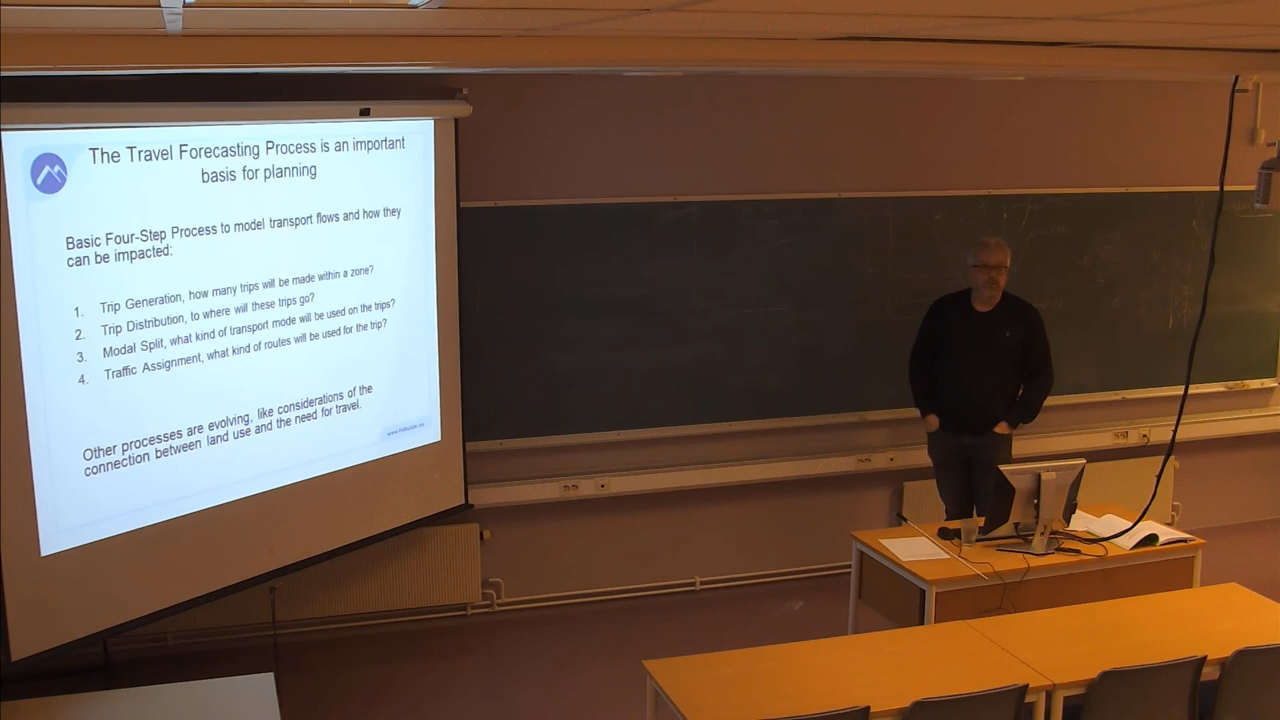 The Travel Forecasting Process is an important
basis for planning
Basic Four-Step Process to model transport flows and how they
can be impacted:
1. Trip Generation, how many trips will be made within a zone?
2. Trip Distribution, to where will these trips go?
3. Modal Split, what kind of transport mode will be used on the trips?
4. Traffic Assignment, what kind of routes will be used for the trip?
Other processes are evolving, like considerations of the
connection between land use and the need for travel.